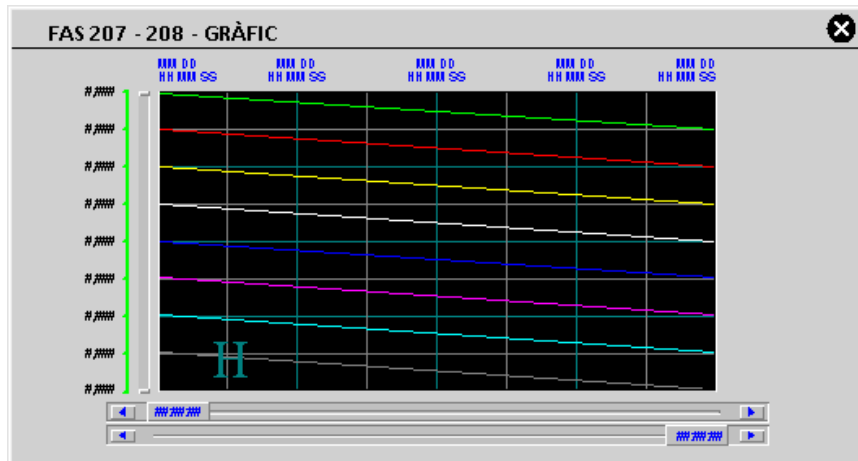 FAS 207 - 208 - GRÀFIC
MM DD MM DD MM DD MM DD MM DD
HH MM SS HH MM SS HH MM SS HH MM SS HH MM SS
#,###
#,###
#,###
#,###
#,###
#,###
#,###
#,###
#,###
H
##:##:##
##:##:##